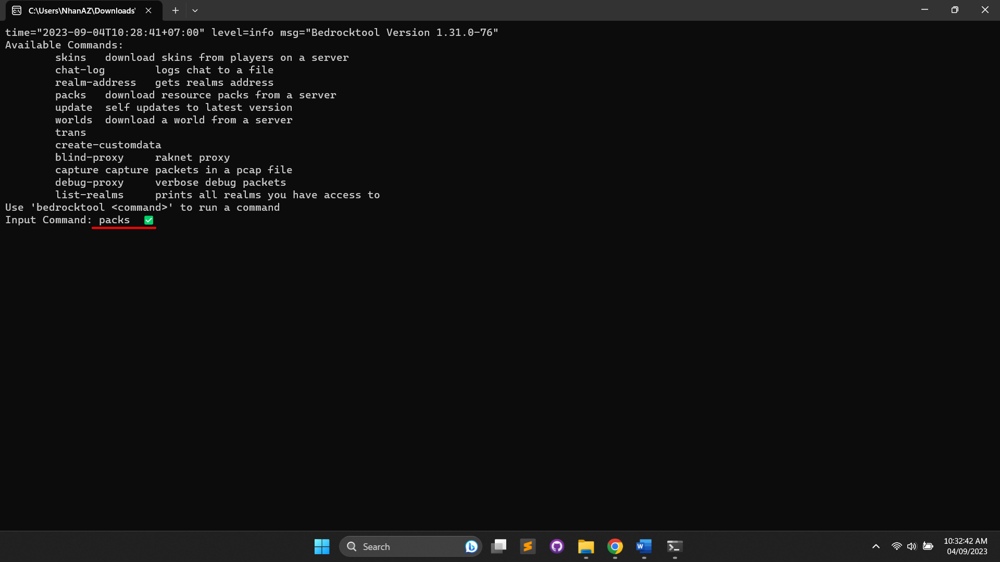 C:\Users\NhanAZ\Downloads\
time="2023-09-04T10:28:41+07:00" level=info msg="Bedrocktool Version 1.31.0-76"
Available Commands:
skins download skins from players on a server
chat-log logs chat to a file
realm-address gets realms address
packs download resource packs from a server
update self updates to latest version
worlds download a world from a server
trans
create-customdata
blind-proxy raknet proxy
capture capture packets in a pcap file
debug-proxy verbose debug packets
list-realms prints all realms you have access to
Use 'bedrocktool <command>' to run a command
Input Command: packs ✅
Search
10:32:42 AM
04/09/2023